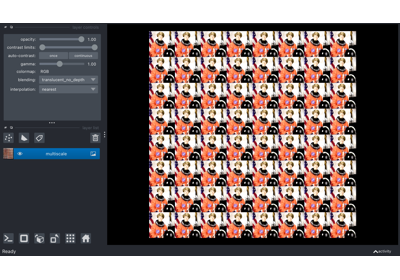 opacity: 1.00
contrast limits:
auto-contrast: once continuous
gamma: 1.00
colormap: RGB
blending: translucent_no_depth
interpolation: nearest
multiscale
Ready
activity